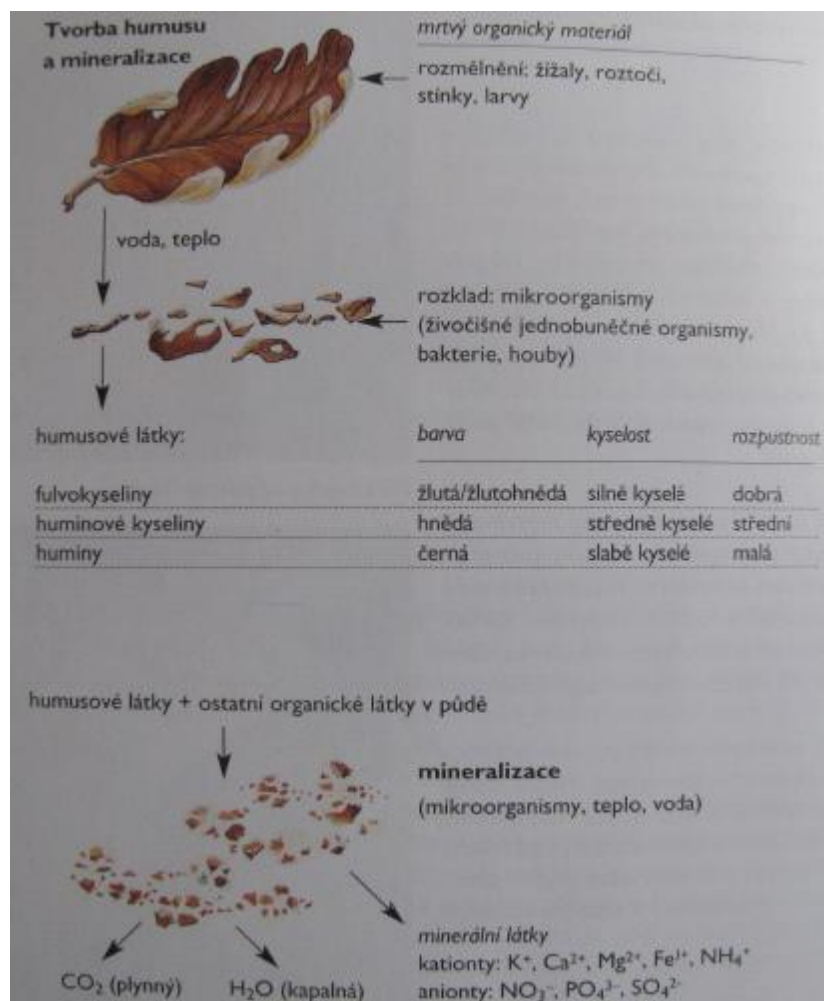 Tvorba humusu
a mineralizace
mrtvý organický materiál
rozmělnění: žížaly, roztoči,
stínky, larvy
voda, teplo
rozklad: mikroorganismy
(živočišné jednobuněčné organismy,
bakterie, houby)
humusové látky: barva kyselost rozpustnost
fulvokyseliny žlutá/žlutohnědá silně kyselé dobrá
huminové kyseliny hnědá středně kyselé střední
huminy černá slabě kyselé malá
humusové látky + ostatní organické látky v půdě
mineralizace
(mikroorganismy, teplo, voda)
minerální látky
kationty: K⁺, Ca²⁺, Mg²⁺, Fe³⁺, NH₄⁺
CO₂ (plynný) H₂O (kapalná) anionty: NO₃⁻, PO₄³⁻, SO₄²⁻